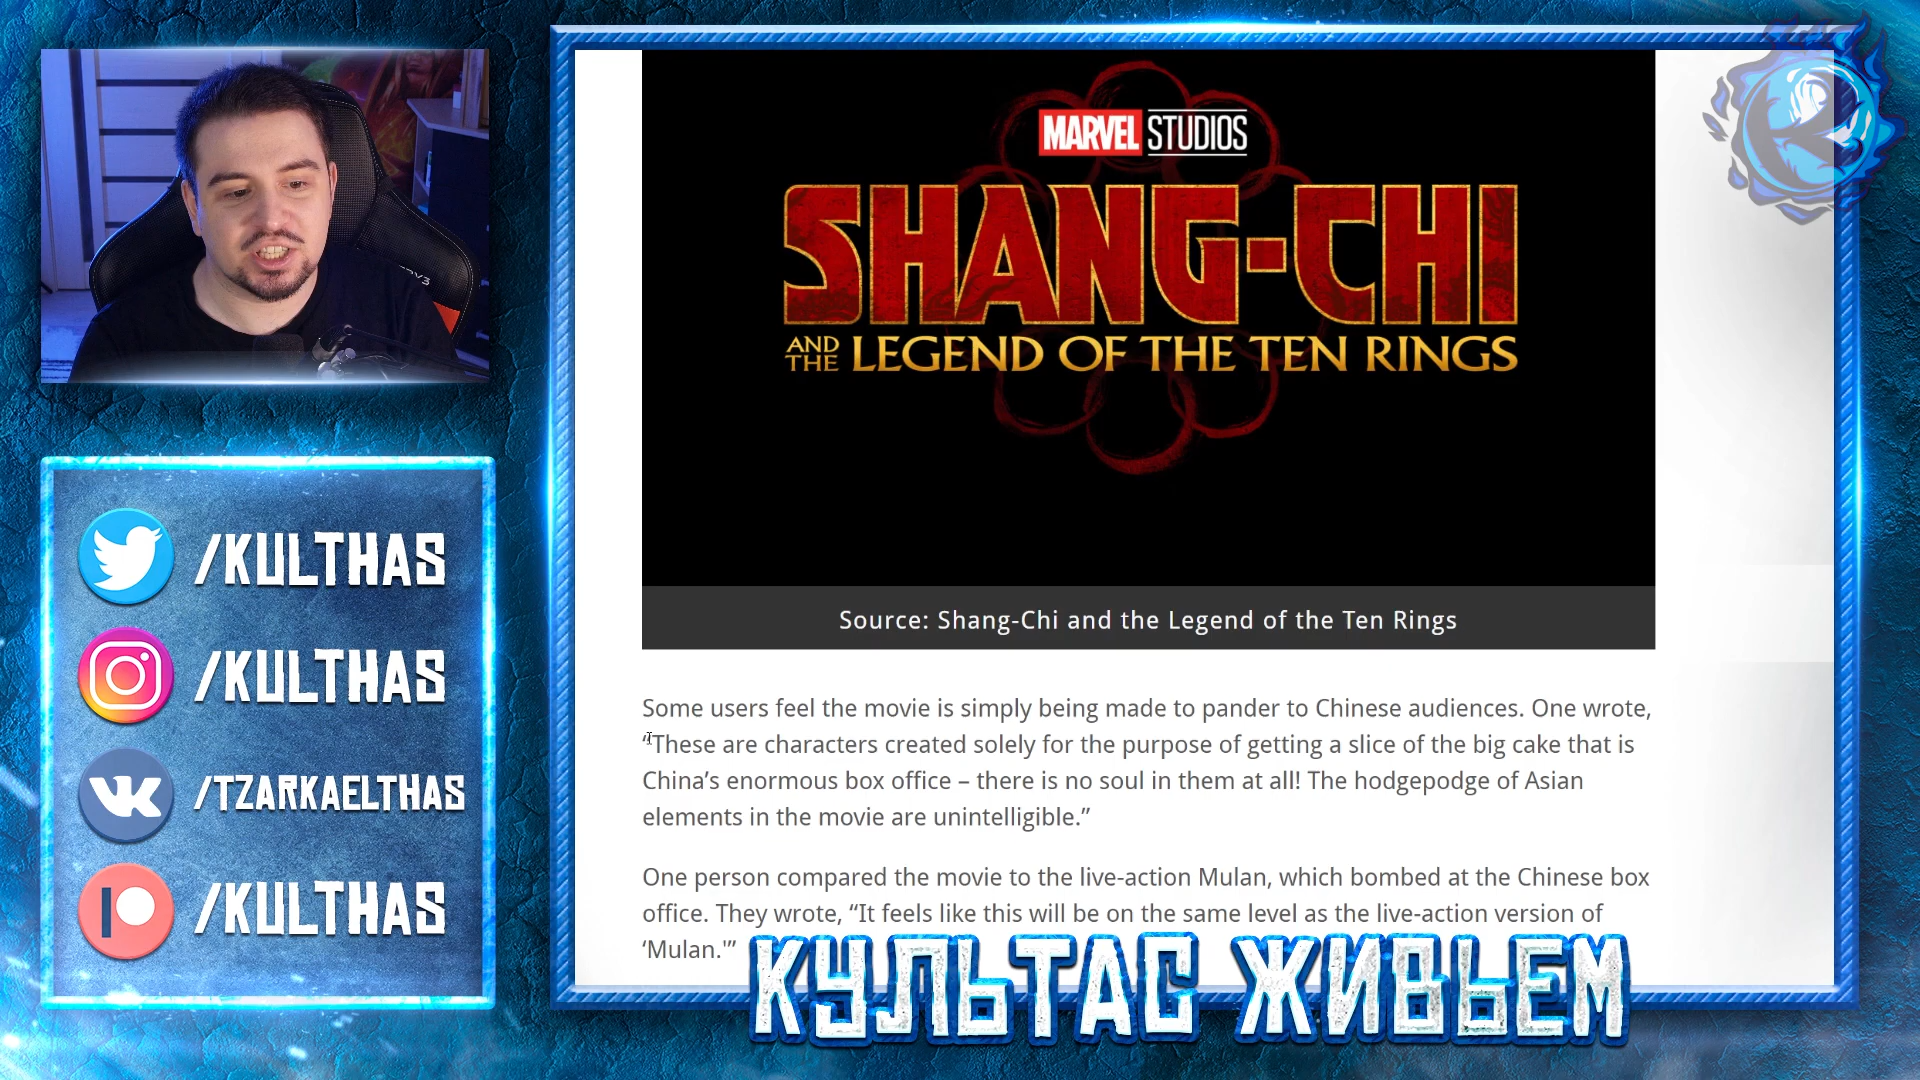 MARVEL STUDIOS
SHANG-CHI
AND THE LEGEND OF THE TEN RINGS
Source: Shang-Chi and the Legend of the Ten Rings
Some users feel the movie is simply being made to pander to Chinese audiences. One wrote,
“These are characters created solely for the purpose of getting a slice of the big cake that is
China’s enormous box office – there is no soul in them at all! The hodgepodge of Asian
elements in the movie are unintelligible.”
One person compared the movie to the live-action Mulan, which bombed at the Chinese box
office. They wrote, “It feels like this will be on the same level as the live-action version of
‘Mulan.'”
/KULTHAS
/KULTHAS
/TZARKAELTHAS
/KULTHAS
КУЛЬТАС ЖИВЬЕМ